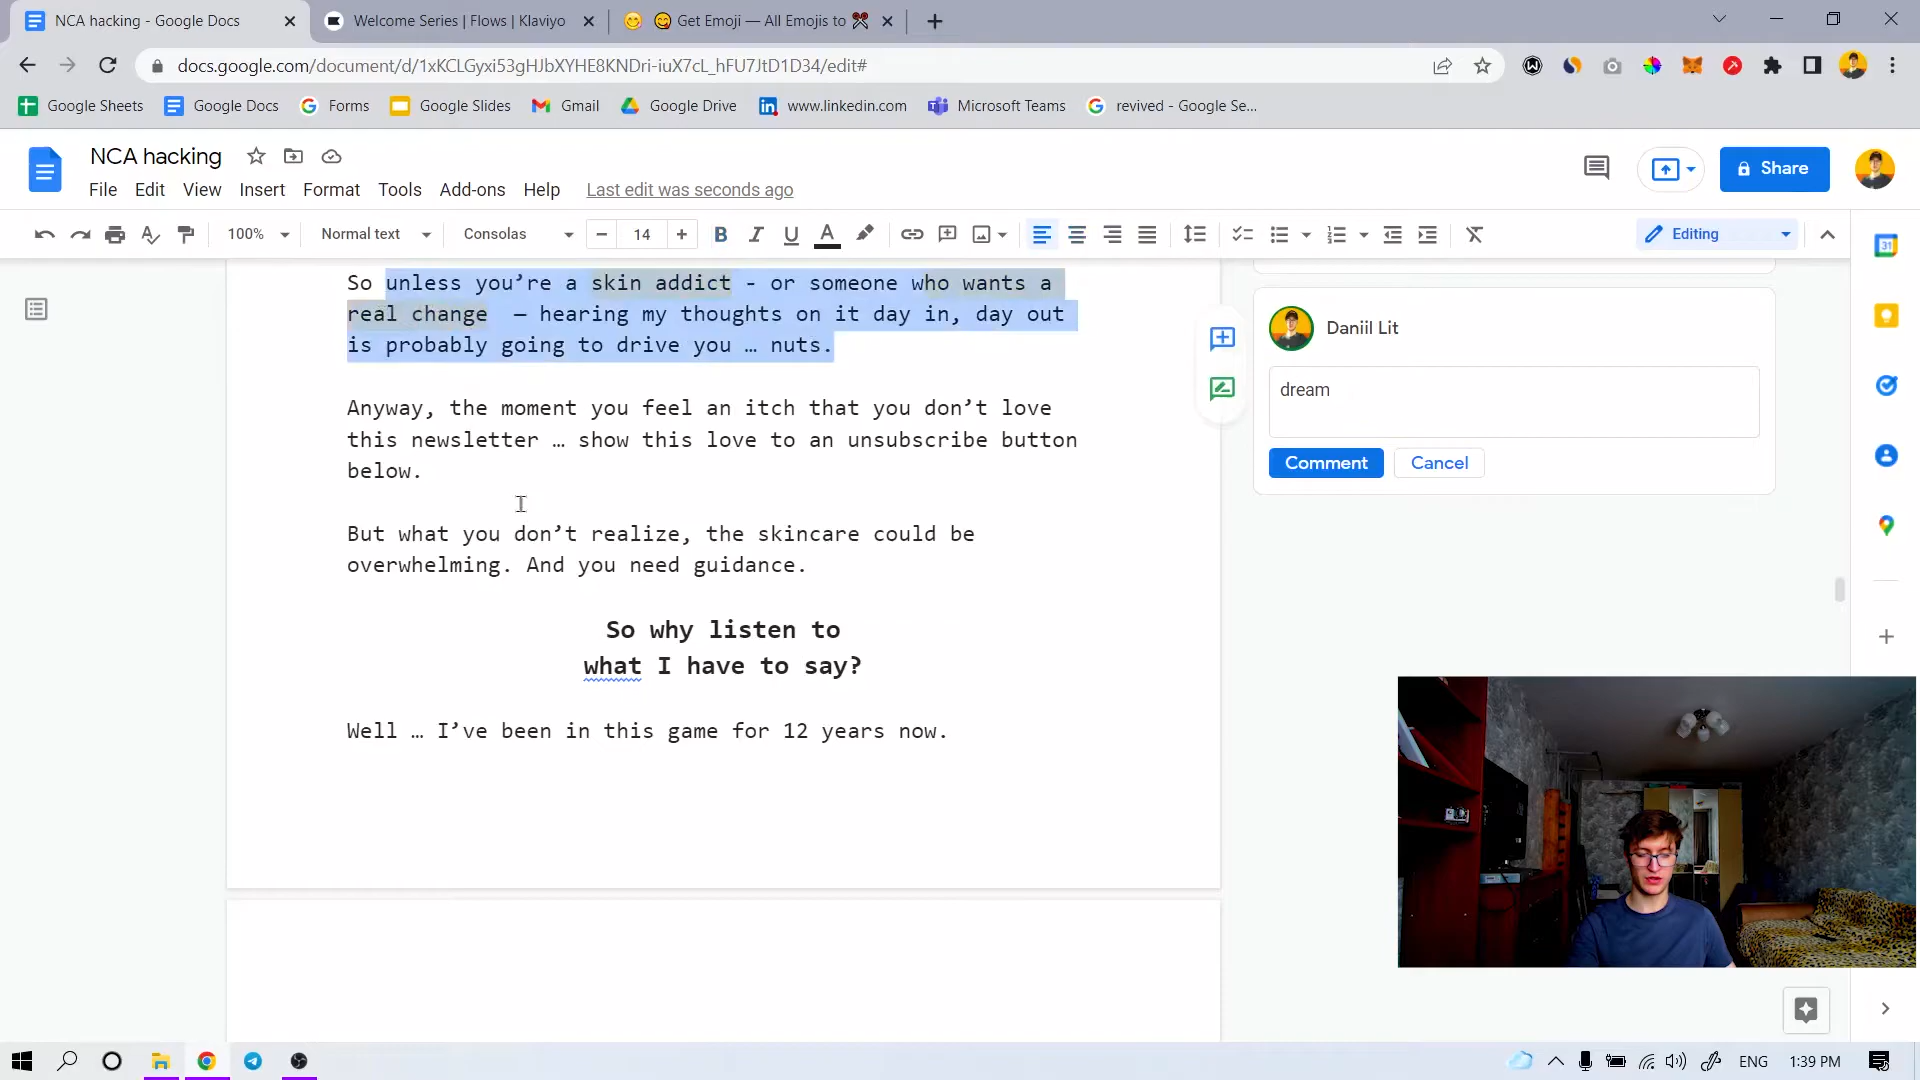 NCA hacking - Google Docs
Welcome Series | Flows | Klaviyo
Get Emoji — All Emojis to
docs.google.com/document/d/1xKCLGyxi53gHJbXYHE8KNDri-iuX7cL_hFU7JtD1D34/edit#
Google Sheets
Google Docs
Forms
Google Slides
Gmail
Google Drive
www.linkedin.com
Microsoft Teams
revived - Google Se...
NCA hacking
File Edit View Insert Format Tools Add-ons Help Last edit was seconds ago
Share
100% Normal text Consolas 14 Editing
So unless you’re a skin addict - or someone who wants a
real change — hearing my thoughts on it day in, day out
is probably going to drive you … nuts.
Anyway, the moment you feel an itch that you don’t love
this newsletter … show this love to an unsubscribe button
below.
But what you don’t realize, the skincare could be
overwhelming. And you need guidance.
So why listen to
what I have to say?
Well … I’ve been in this game for 12 years now.
Daniil Lit
dream
Comment
Cancel
ENG
1:39 PM